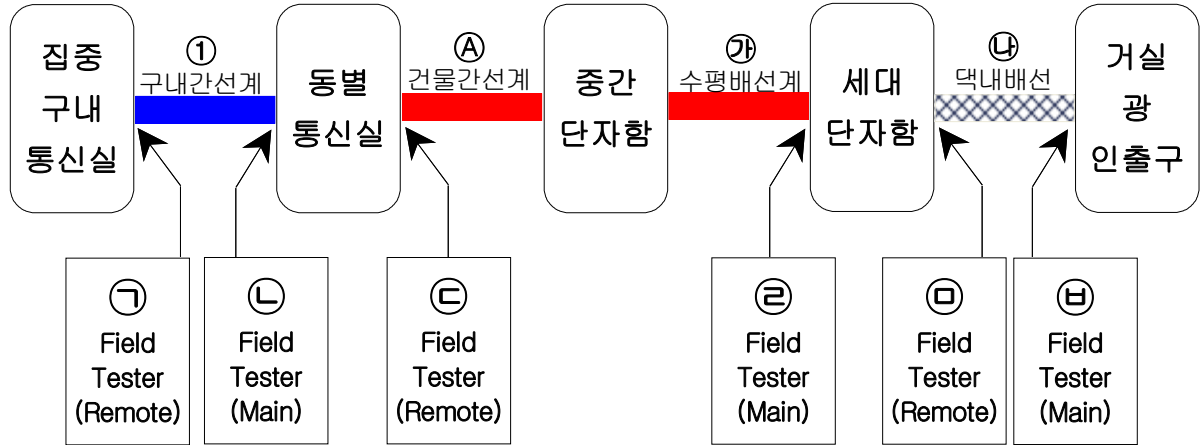 집중
구내
통신실
①
구내간선계
동별
통신실
Ⓐ
건물간선계
중간
단자함
㉮
수평배선계
세대
단자함
㉯
댁내배선
거실
광
인출구
㉠
Field
Tester
(Remote)
㉡
Field
Tester
(Main)
㉢
Field
Tester
(Remote)
㉣
Field
Tester
(Main)
㉤
Field
Tester
(Remote)
㉥
Field
Tester
(Main)